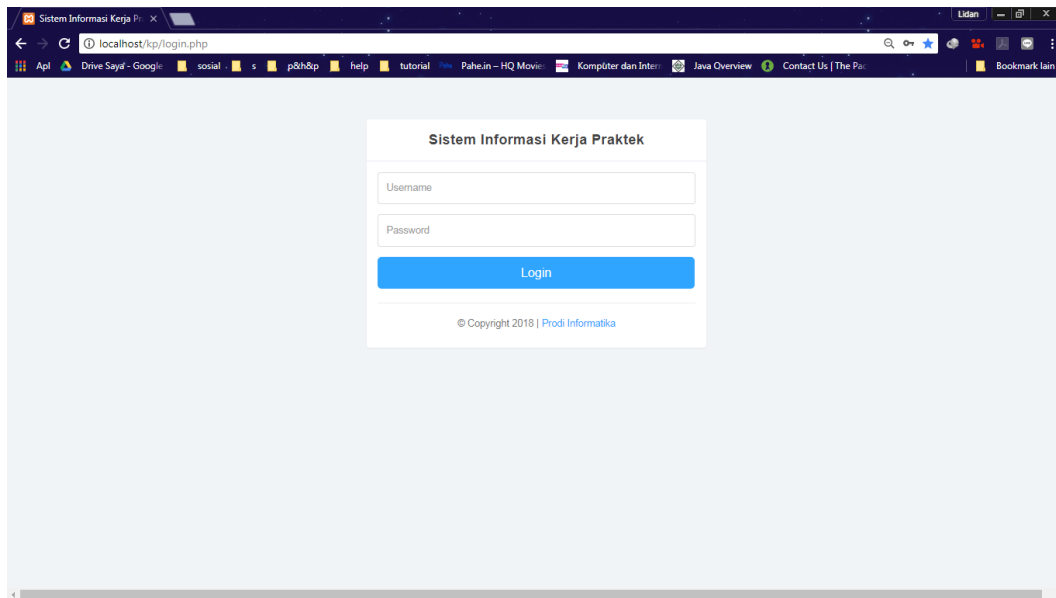 Sistem Informasi Kerja Pr
Lidan
localhost/kp/login.php
Apl Drive Saya - Google sosial s p&h&p help tutorial Pahe.in – HQ Movie Komputer dan Intern Java Overview Contact Us | The Pac Bookmark lain
Sistem Informasi Kerja Praktek
Username
Password
Login
© Copyright 2018 | Prodi Informatika